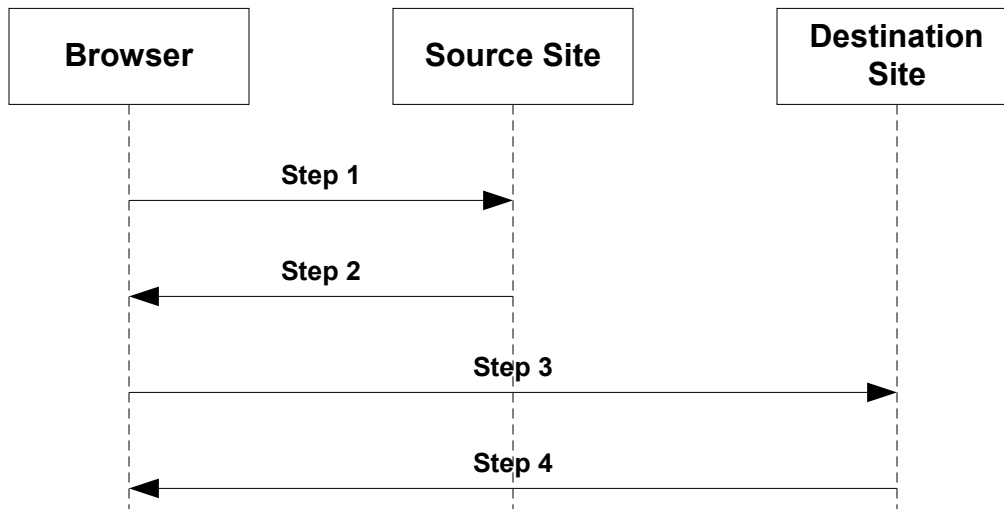 Browser
Source Site
Destination
Site
Step 1
Step 2
Step 3
Step 4